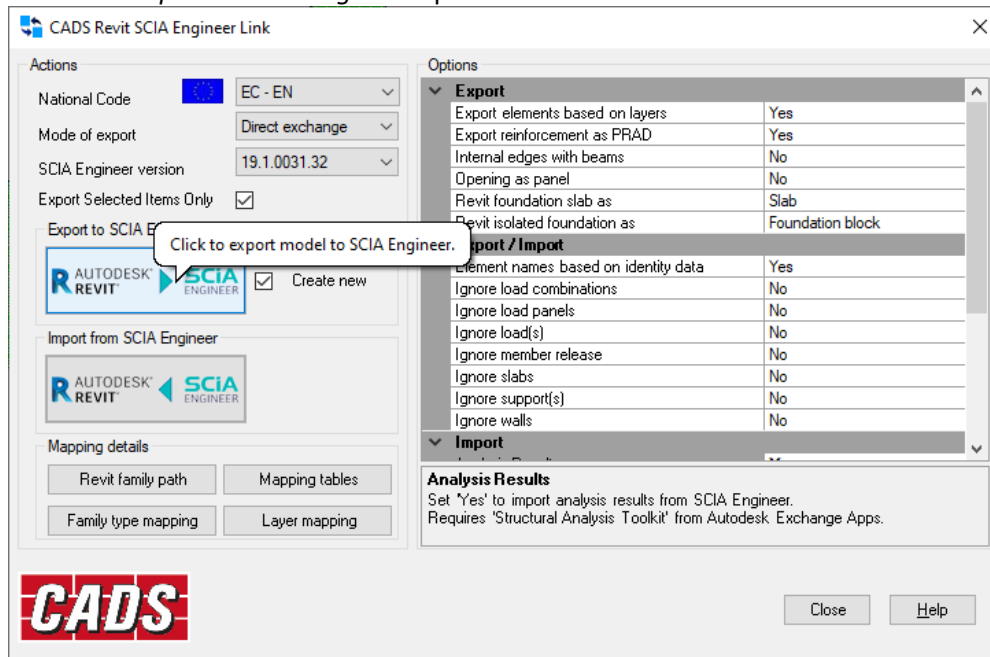 CADS Revit SCIA Engineer Link
Actions
National Code
EC - EN
Mode of export
Direct exchange
SCIA Engineer version
19.1.0031.32
Export Selected Items Only
Export to SCIA E
Click to export model to SCIA Engineer.
R AUTODESK REVIT SCiA ENGINEER
Create new
Import from SCIA Engineer
R AUTODESK REVIT SCiA ENGINEER
Mapping details
Revit family path
Mapping tables
Family type mapping
Layer mapping
Options
Export
Export elements based on layers Yes
Export reinforcement as PRAD Yes
Internal edges with beams No
Opening as panel No
Revit foundation slab as Slab
Revit isolated foundation as Foundation block
xport / Import
Element names based on identity data Yes
Ignore load combinations No
Ignore load panels No
Ignore load(s) No
Ignore member release No
Ignore slabs No
Ignore support(s) No
Ignore walls No
Import
Analysis Results
Set 'Yes' to import analysis results from SCIA Engineer.
Requires 'Structural Analysis Toolkit' from Autodesk Exchange Apps.
CADS
Close
Help